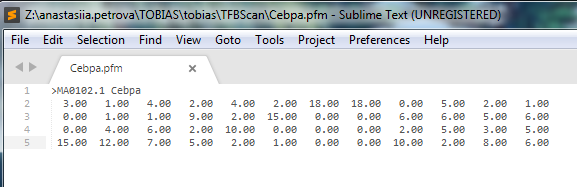 Z:\anastasiia.petrova\TOBIAS\tobias\TFBScan\Cebpa.pfm - Sublime Text (UNREGISTERED)
File Edit Selection Find View Goto Tools Project Preferences Help
Cebpa.pfm ×
1 >MA0102.1 Cebpa
2 3.00 1.00 4.00 2.00 4.00 2.00 18.00 18.00 0.00 5.00 2.00 1.00
3 0.00 1.00 1.00 9.00 2.00 15.00 0.00 0.00 6.00 6.00 5.00 6.00
4 0.00 4.00 6.00 2.00 10.00 0.00 0.00 0.00 2.00 5.00 3.00 5.00
5 15.00 12.00 7.00 5.00 2.00 1.00 0.00 0.00 10.00 2.00 8.00 6.00